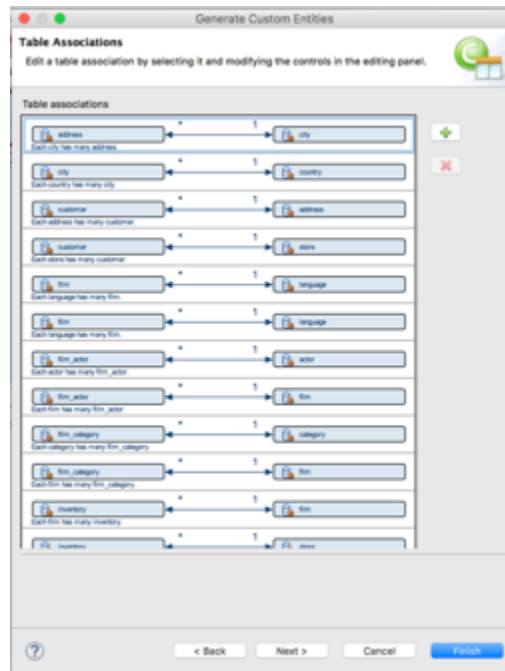 Generate Custom Entities
Table Associations
Edit a table association by selecting it and modifying the controls in the editing panel.
Table associations
* 1
address city
Each city has many address.
* 1
city country
Each country has many city.
* 1
customer address
Each address has many customer.
* 1
customer store
Each store has many customer.
* 1
film language
Each language has many film.
* 1
film language
Each language has many film.
* 1
film_actor actor
Each actor has many film_actor.
* 1
film_actor film
Each film has many film_actor.
* 1
film_category category
Each category has many film_category.
* 1
film_category film
Each film has many film_category.
* 1
inventory film
Each film has many inventory.
* 1
inventory store
? < Back Next > Cancel Finish